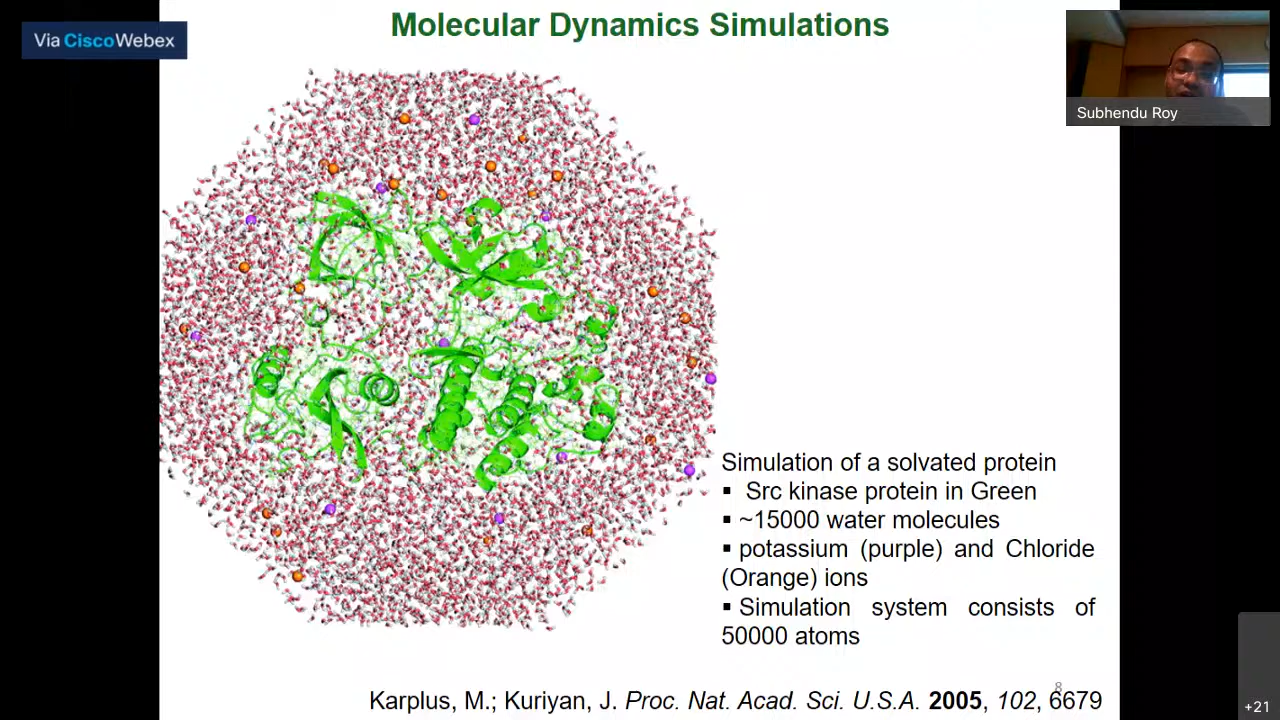 Molecular Dynamics Simulations
Via CiscoWebex
Subhendu Roy
Simulation of a solvated protein
▪ Src kinase protein in Green
▪ ~15000 water molecules
▪ potassium (purple) and Chloride
(Orange) ions
▪ Simulation system consists of
50000 atoms
8
Karplus, M.; Kuriyan, J. Proc. Nat. Acad. Sci. U.S.A. 2005, 102, 6679
+21